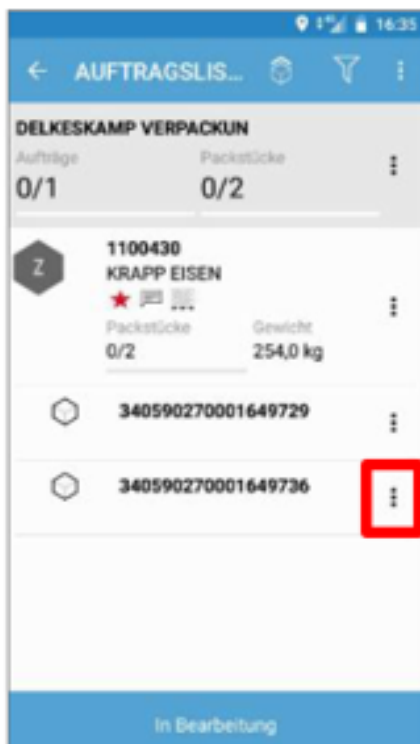 16:35
AUFTRAGSLIS...
DELKESKAMP VERPACKUN
Aufträge Packstücke
0/1 0/2
Z
1100430
KRAPP EISEN
Packstücke Gewicht
0/2 254,0 kg
340590270001649729
340590270001649736
In Bearbeitung